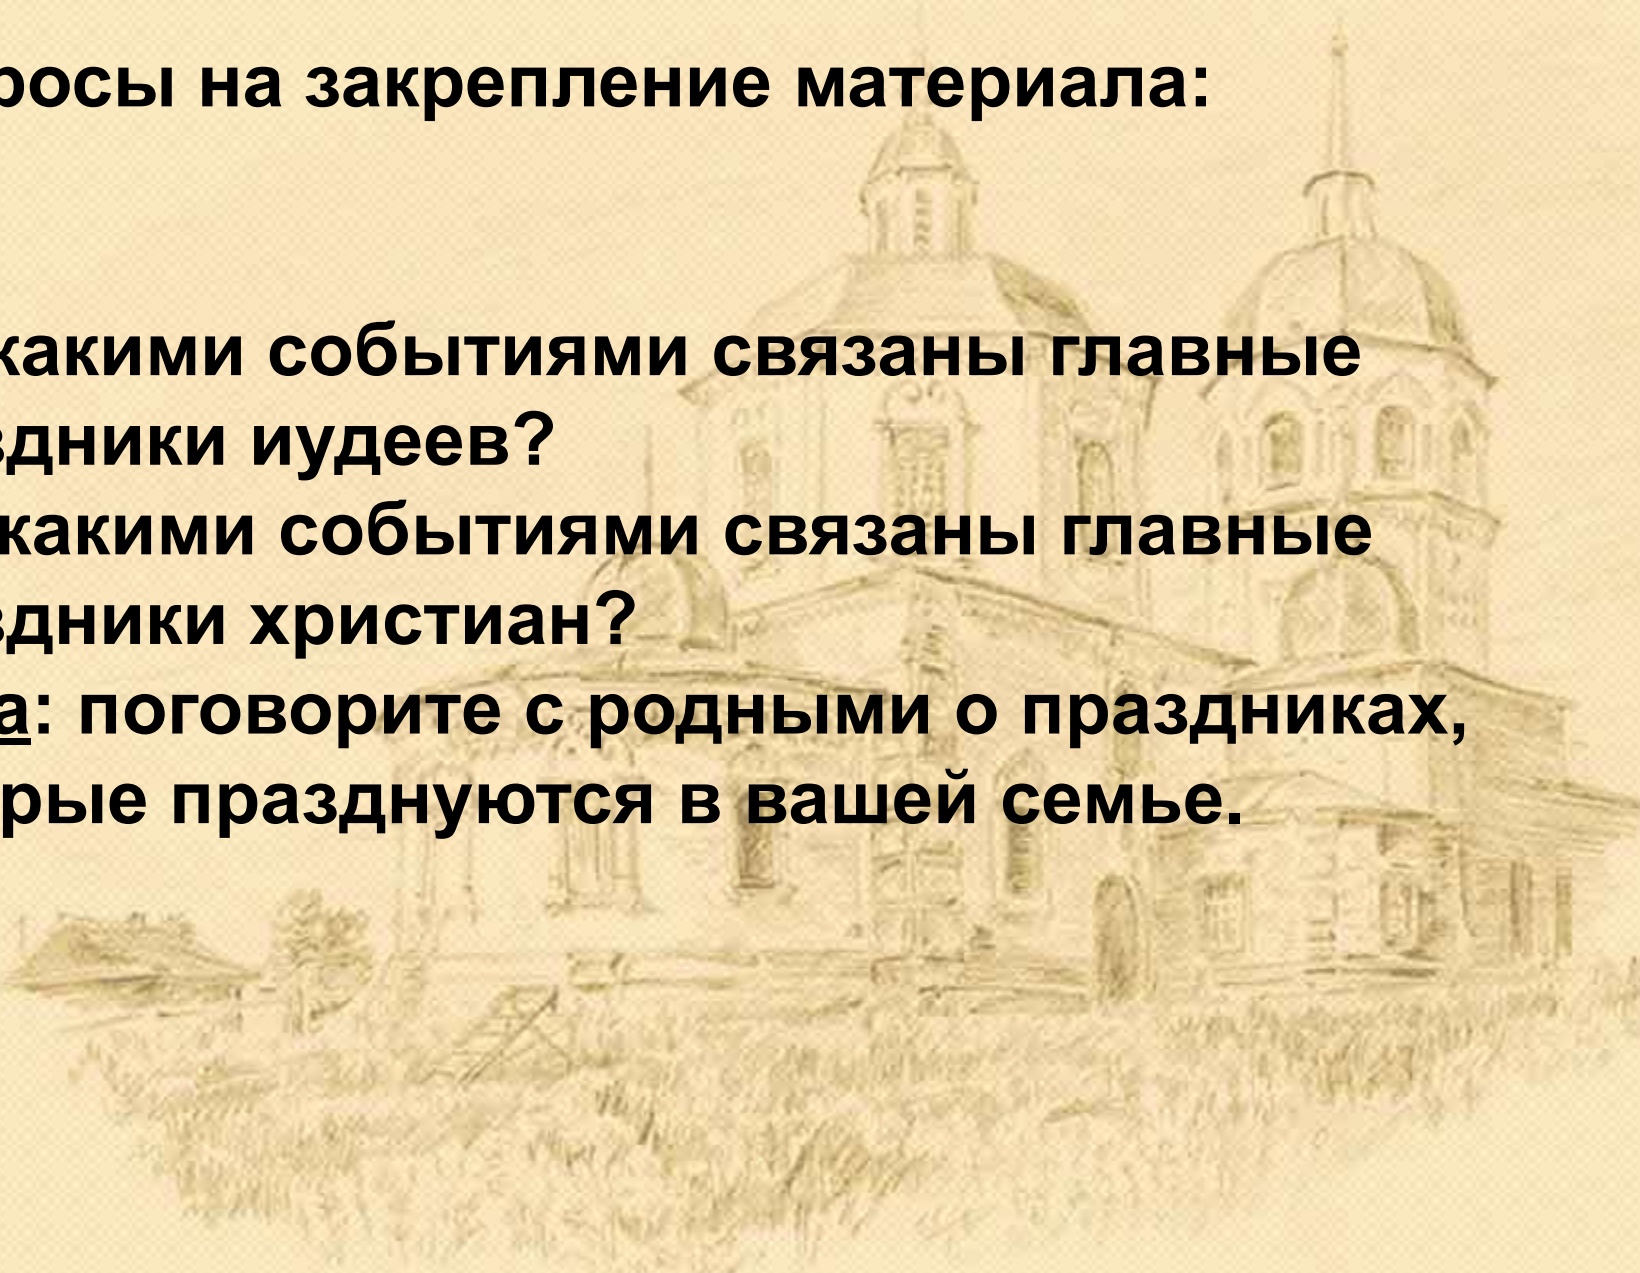 росы на закрепление материала:
какими событиями связаны главные
здники иудеев?
какими событиями связаны главные
здники христиан?
а: поговорите с родными о праздниках,
рые празднуются в вашей семье.